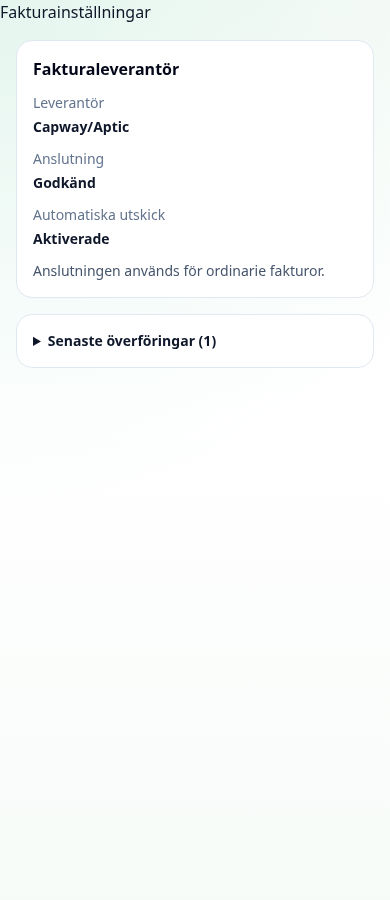 Fakturainställningar
Fakturaleverantör
Leverantör
Capway/Aptic
Anslutning
Godkänd
Automatiska utskick
Aktiverade
Anslutningen används för ordinarie fakturor.
Senaste överföringar (1)